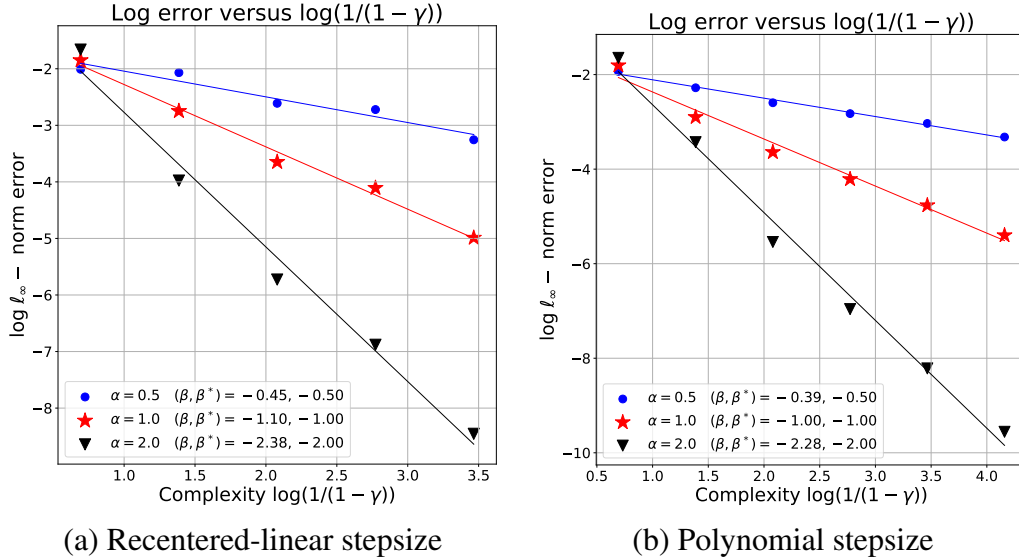 Log error versus log(1/(1 − γ))
−2
−3
−4
−5
−6
−7
−8
log ℓ∞ − norm error
α = 0.5 (β, β*) = −0.45, −0.50
α = 1.0 (β, β*) = −1.10, −1.00
α = 2.0 (β, β*) = −2.38, −2.00
1.0 1.5 2.0 2.5 3.0 3.5
Complexity log(1/(1 − γ))
(a) Recentered-linear stepsize
Log error versus log(1/(1 − γ))
−2
−4
−6
−8
−10
log ℓ∞ − norm error
α = 0.5 (β, β*) = −0.39, −0.50
α = 1.0 (β, β*) = −1.00, −1.00
α = 2.0 (β, β*) = −2.28, −2.00
0.5 1.0 1.5 2.0 2.5 3.0 3.5 4.0
Complexity log(1/(1 − γ))
(b) Polynomial stepsize